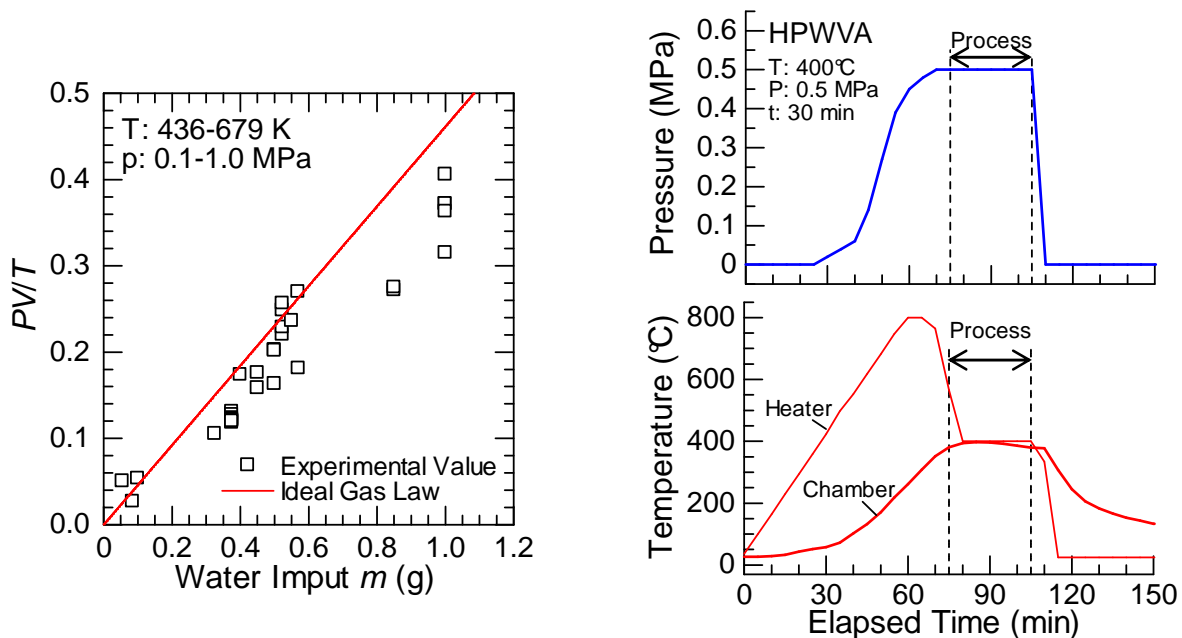 T: 436-679 K
p: 0.1-1.0 MPa
PV/T
0.5
0.4
0.3
0.2
0.1
0.0
Experimental Value
Ideal Gas Law
0 0.2 0.4 0.6 0.8 1.0 1.2
Water Imput m (g)
HPWVA
T: 400°C
P: 0.5 MPa
t: 30 min
Process
Pressure (MPa)
0.6
0.5
0.4
0.3
0.2
0.1
0
Process
Heater
Chamber
Temperature (°C)
800
600
400
200
0
0 30 60 90 120 150
Elapsed Time (min)